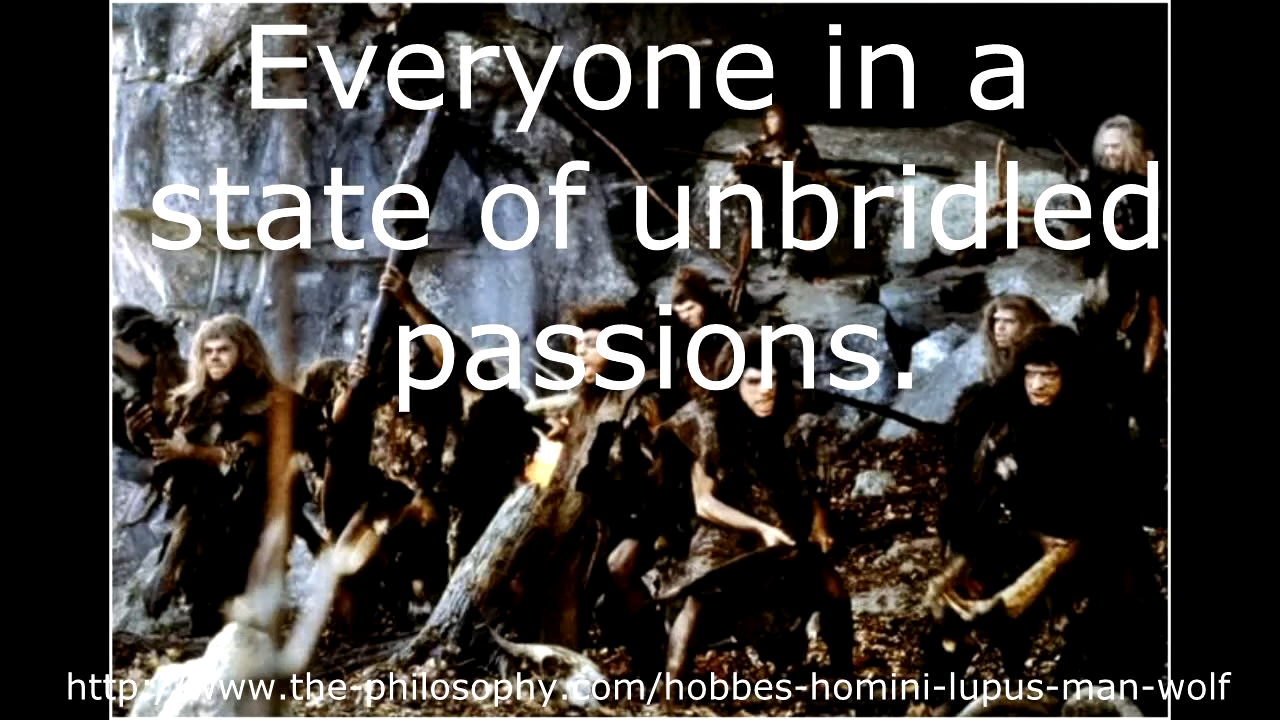 Everyone in a
state of unbridled
passions.
http://www.the-philosophy.com/hobbes-homini-lupus-man-wolf